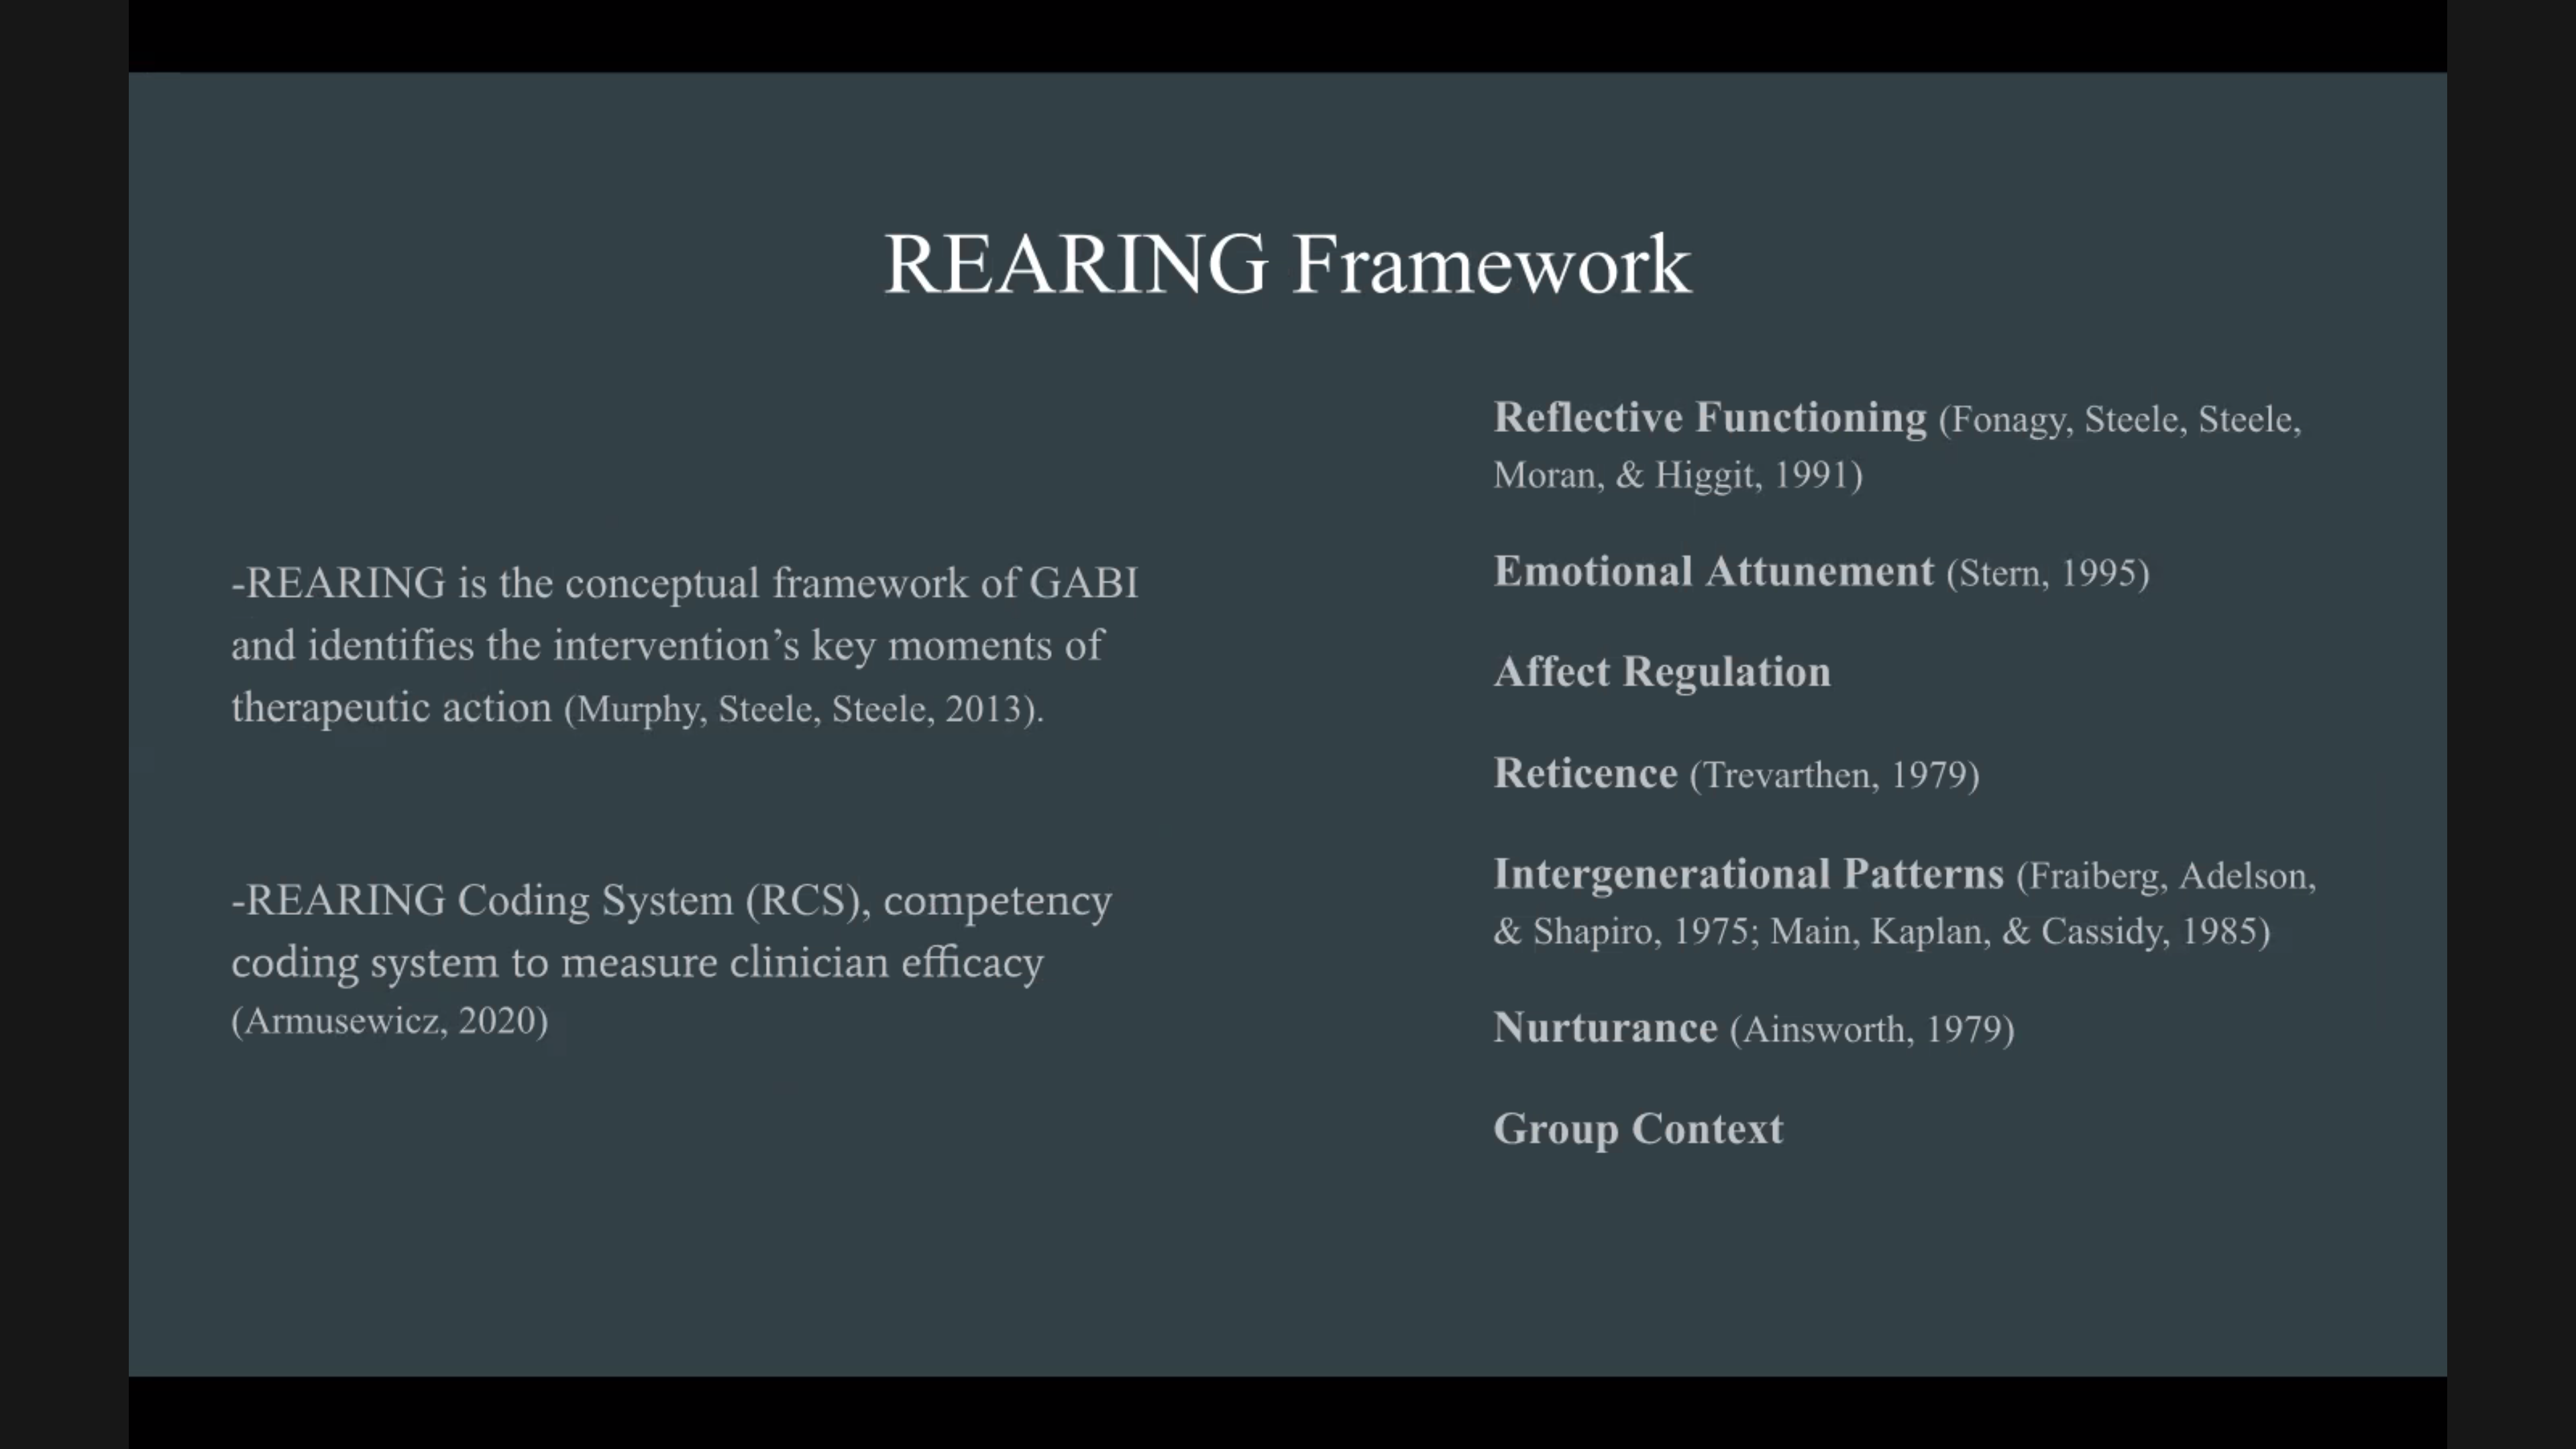 REARING Framework
-REARING is the conceptual framework of GABI
and identifies the intervention’s key moments of
therapeutic action (Murphy, Steele, Steele, 2013).
-REARING Coding System (RCS), competency
coding system to measure clinician efficacy
(Armusewicz, 2020)
Reflective Functioning (Fonagy, Steele, Steele,
Moran, & Higgit, 1991)
Emotional Attunement (Stern, 1995)
Affect Regulation
Reticence (Trevarthen, 1979)
Intergenerational Patterns (Fraiberg, Adelson,
& Shapiro, 1975; Main, Kaplan, & Cassidy, 1985)
Nurturance (Ainsworth, 1979)
Group Context